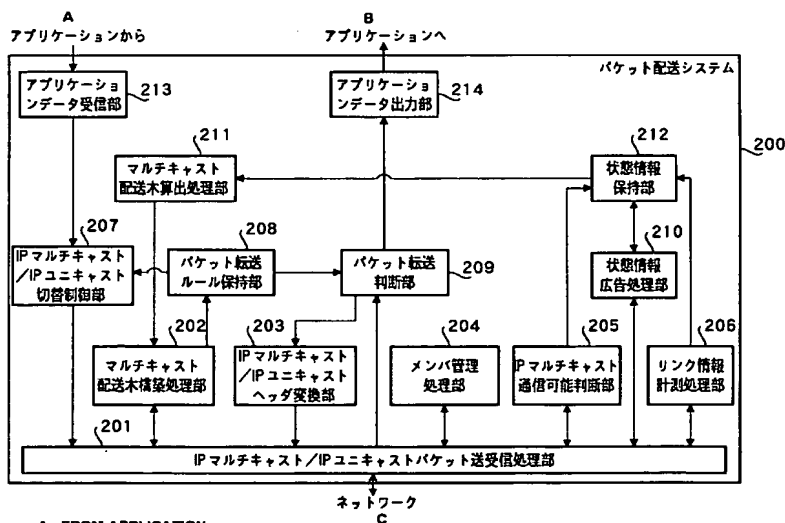 A
アプリケーションから
B
アプリケーションへ
パケット配送システム
200
アプリケーショ
ンデータ受信部
213
アプリケーショ
ンデータ出力部
214
211
マルチキャスト
配送木算出処理部
212
状態情報
保持部
207
IPマルチキャスト
/IPユニキャスト
切替制御部
208
パケット転送
ルール保持部
パケット転送
判断部
209
210
状態情報
広告処理部
202
マルチキャスト
配送木構築処理部
203
IPマルチキャスト
/IPユニキャスト
ヘッダ変換部
204
メンバ管理
処理部
205
IPマルチキャスト
通信可能判断部
206
リンク情報
計測処理部
201
IPマルチキャスト/IPユニキャストパケット送受信処理部
ネットワーク
C
A FROM APPLICATION